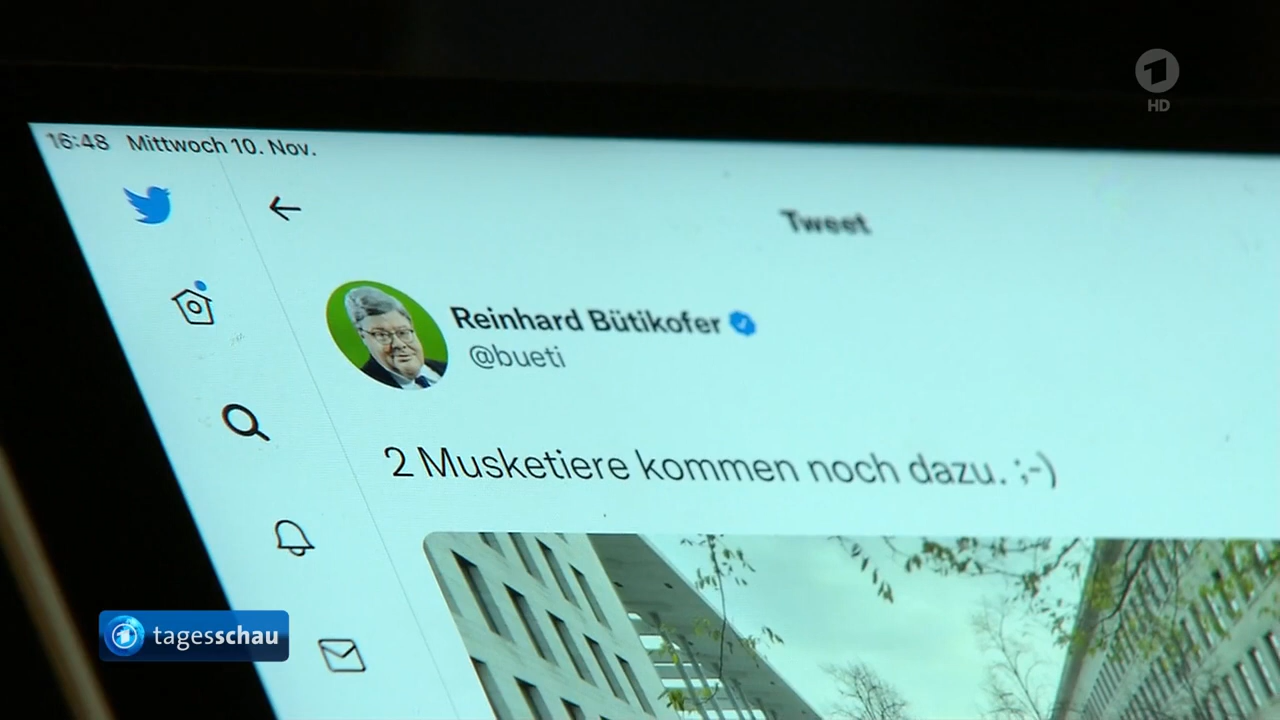 HD
16:48 Mittwoch 10. Nov.
Tweet
Reinhard Bütikofer
@bueti
2 Musketiere kommen noch dazu. ;-)
tagesschau